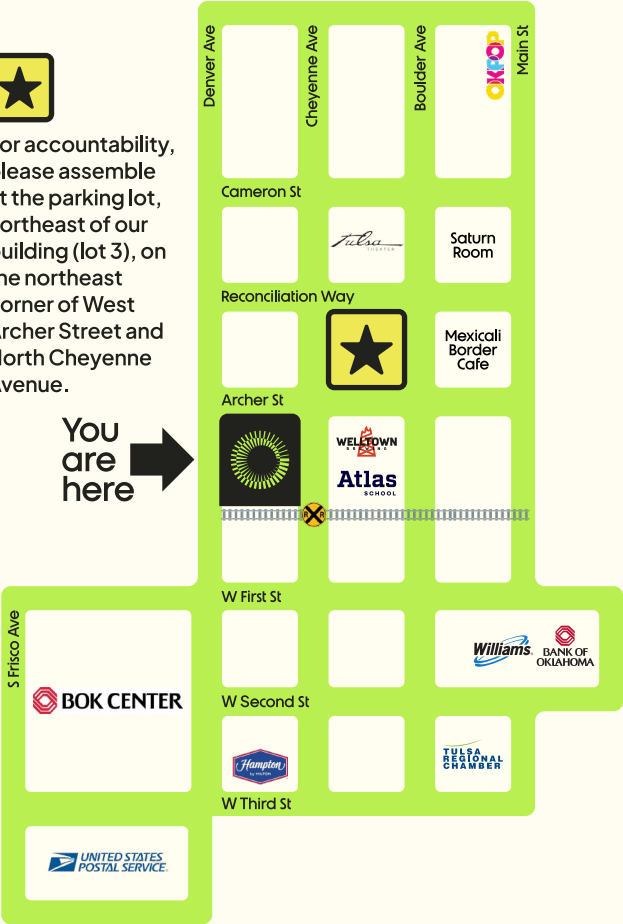 Denver Ave
Cheyenne Ave
Boulder Ave
OKPOP
Main St
or accountability,
lease assemble
t the parking lot,
ortheast of our
uilding (lot 3), on
he northeast
orner of West
rcher Street and
orth Cheyenne
venue.
Cameron St
Tulsa
THEATER
Saturn
Room
Reconciliation Way
Mexicali
Border
Cafe
Archer St
You
are
here
WELLTOWN
BREWING
Atlas
SCHOOL
R R
W First St
S Frisco Ave
BOK CENTER
Williams
BANK OF
OKLAHOMA
W Second St
Hampton
by HILTON
TULSA
REGIONAL
CHAMBER
W Third St
UNITED STATES
POSTAL SERVICE